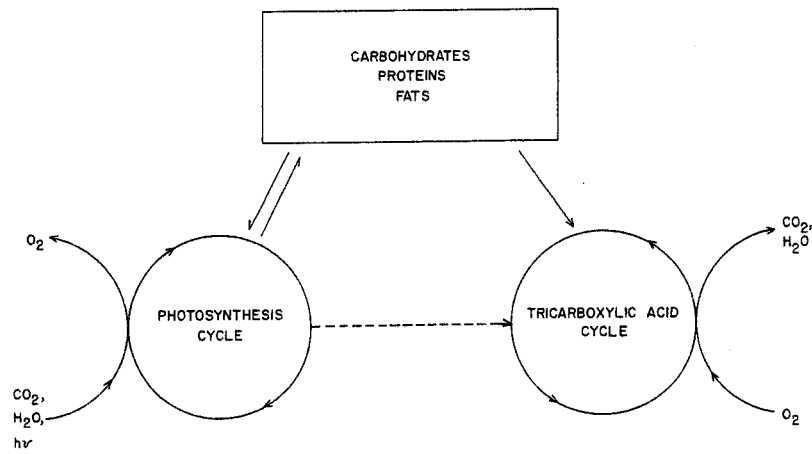 CARBOHYDRATES
PROTEINS
FATS
O₂
CO₂,
H₂O
PHOTOSYNTHESIS
CYCLE
TRICARBOXYLIC ACID
CYCLE
CO₂,
H₂O,
hν
O₂